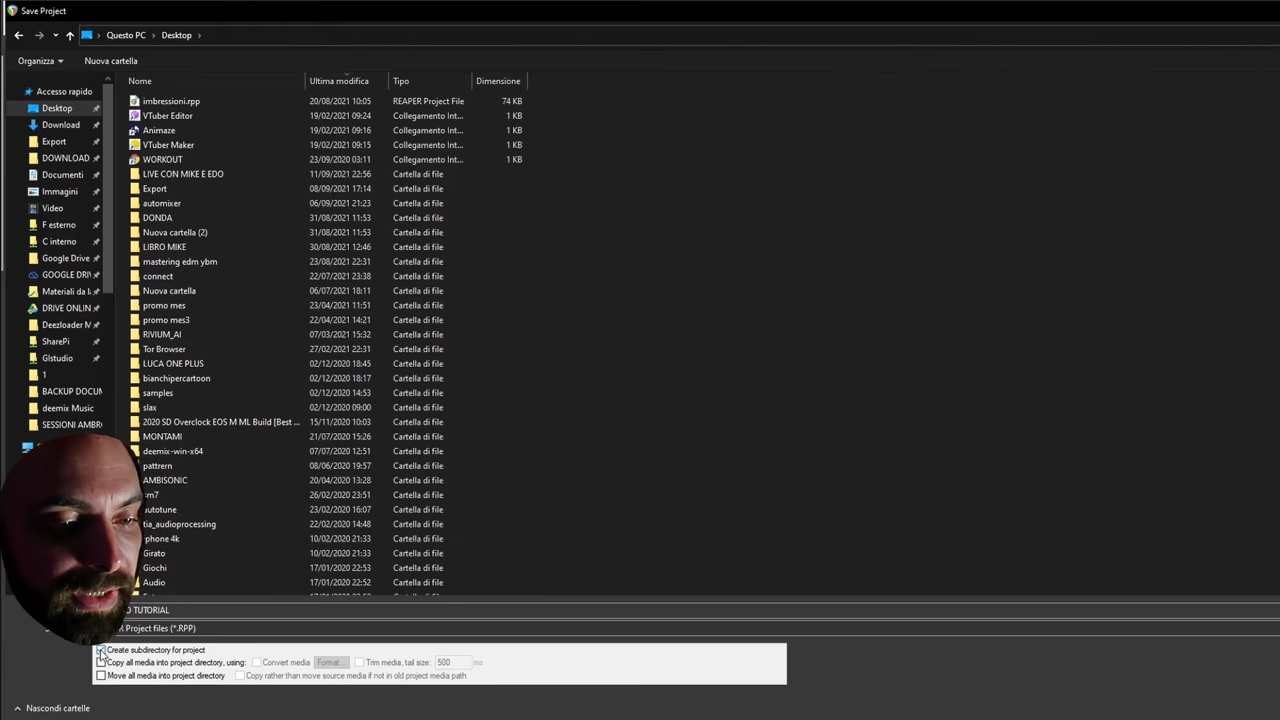 Save Project
Questo PC > Desktop >
Organizza Nuova cartella
Nome Ultima modifica Tipo Dimensione
Accesso rapido
Desktop
Download
Export
DOWNLOAD
Documenti
Immagini
Video
F esterno
C interno
Google Drive
GOOGLE DRI
Materiali da l
DRIVE ONLIN
Deezloader M
SharePi
GIstudio
1
BACKUP DOCUM
deemix Music
SESSIONI AMBR
imbressioni.rpp 20/08/2021 10:05 REAPER Project File 74 KB
VTuber Editor 19/02/2021 09:24 Collegamento Int... 1 KB
Animaze 19/02/2021 09:16 Collegamento Int... 1 KB
VTuber Maker 19/02/2021 09:15 Collegamento Int... 1 KB
WORKOUT 23/09/2020 03:11 Collegamento Int... 1 KB
LIVE CON MIKE E EDO 11/09/2021 22:56 Cartella di file
Export 08/09/2021 17:14 Cartella di file
automixer 06/09/2021 21:23 Cartella di file
DONDA 31/08/2021 11:53 Cartella di file
Nuova cartella (2) 31/08/2021 11:53 Cartella di file
LIBRO MIKE 30/08/2021 12:46 Cartella di file
mastering edm ybm 23/08/2021 22:31 Cartella di file
connect 22/07/2021 23:38 Cartella di file
Nuova cartella 06/07/2021 18:11 Cartella di file
promo mes 23/04/2021 11:51 Cartella di file
promo mes3 22/04/2021 14:21 Cartella di file
RIVIUM_AI 07/03/2021 15:32 Cartella di file
Tor Browser 27/02/2021 22:31 Cartella di file
LUCA ONE PLUS 02/12/2020 18:45 Cartella di file
bianchipercartoon 02/12/2020 18:17 Cartella di file
samples 02/12/2020 14:53 Cartella di file
slax 02/12/2020 09:00 Cartella di file
2020 SD Overclock EOS M ML Build [Best ... 15/11/2020 10:03 Cartella di file
MONTAMI 21/07/2020 15:26 Cartella di file
deemix-win-x64 07/07/2020 12:51 Cartella di file
pattrern 08/06/2020 19:57 Cartella di file
AMBISONIC 20/04/2020 13:28 Cartella di file
sm7 26/02/2020 23:51 Cartella di file
autotune 23/02/2020 16:07 Cartella di file
tia_audioprocessing 22/02/2020 14:48 Cartella di file
phone 4k 10/02/2020 21:33 Cartella di file
Girato 10/02/2020 21:33 Cartella di file
Giochi 17/01/2020 22:53 Cartella di file
Audio 17/01/2020 22:52 Cartella di file
TUTORIAL
R Project files (*.RPP)
Create subdirectory for project
Copy all media into project directory, using: Convert media Format... Trim media, tail size: 500 ms
Move all media into project directory Copy rather than move source media if not in old project media path
Nascondi cartelle